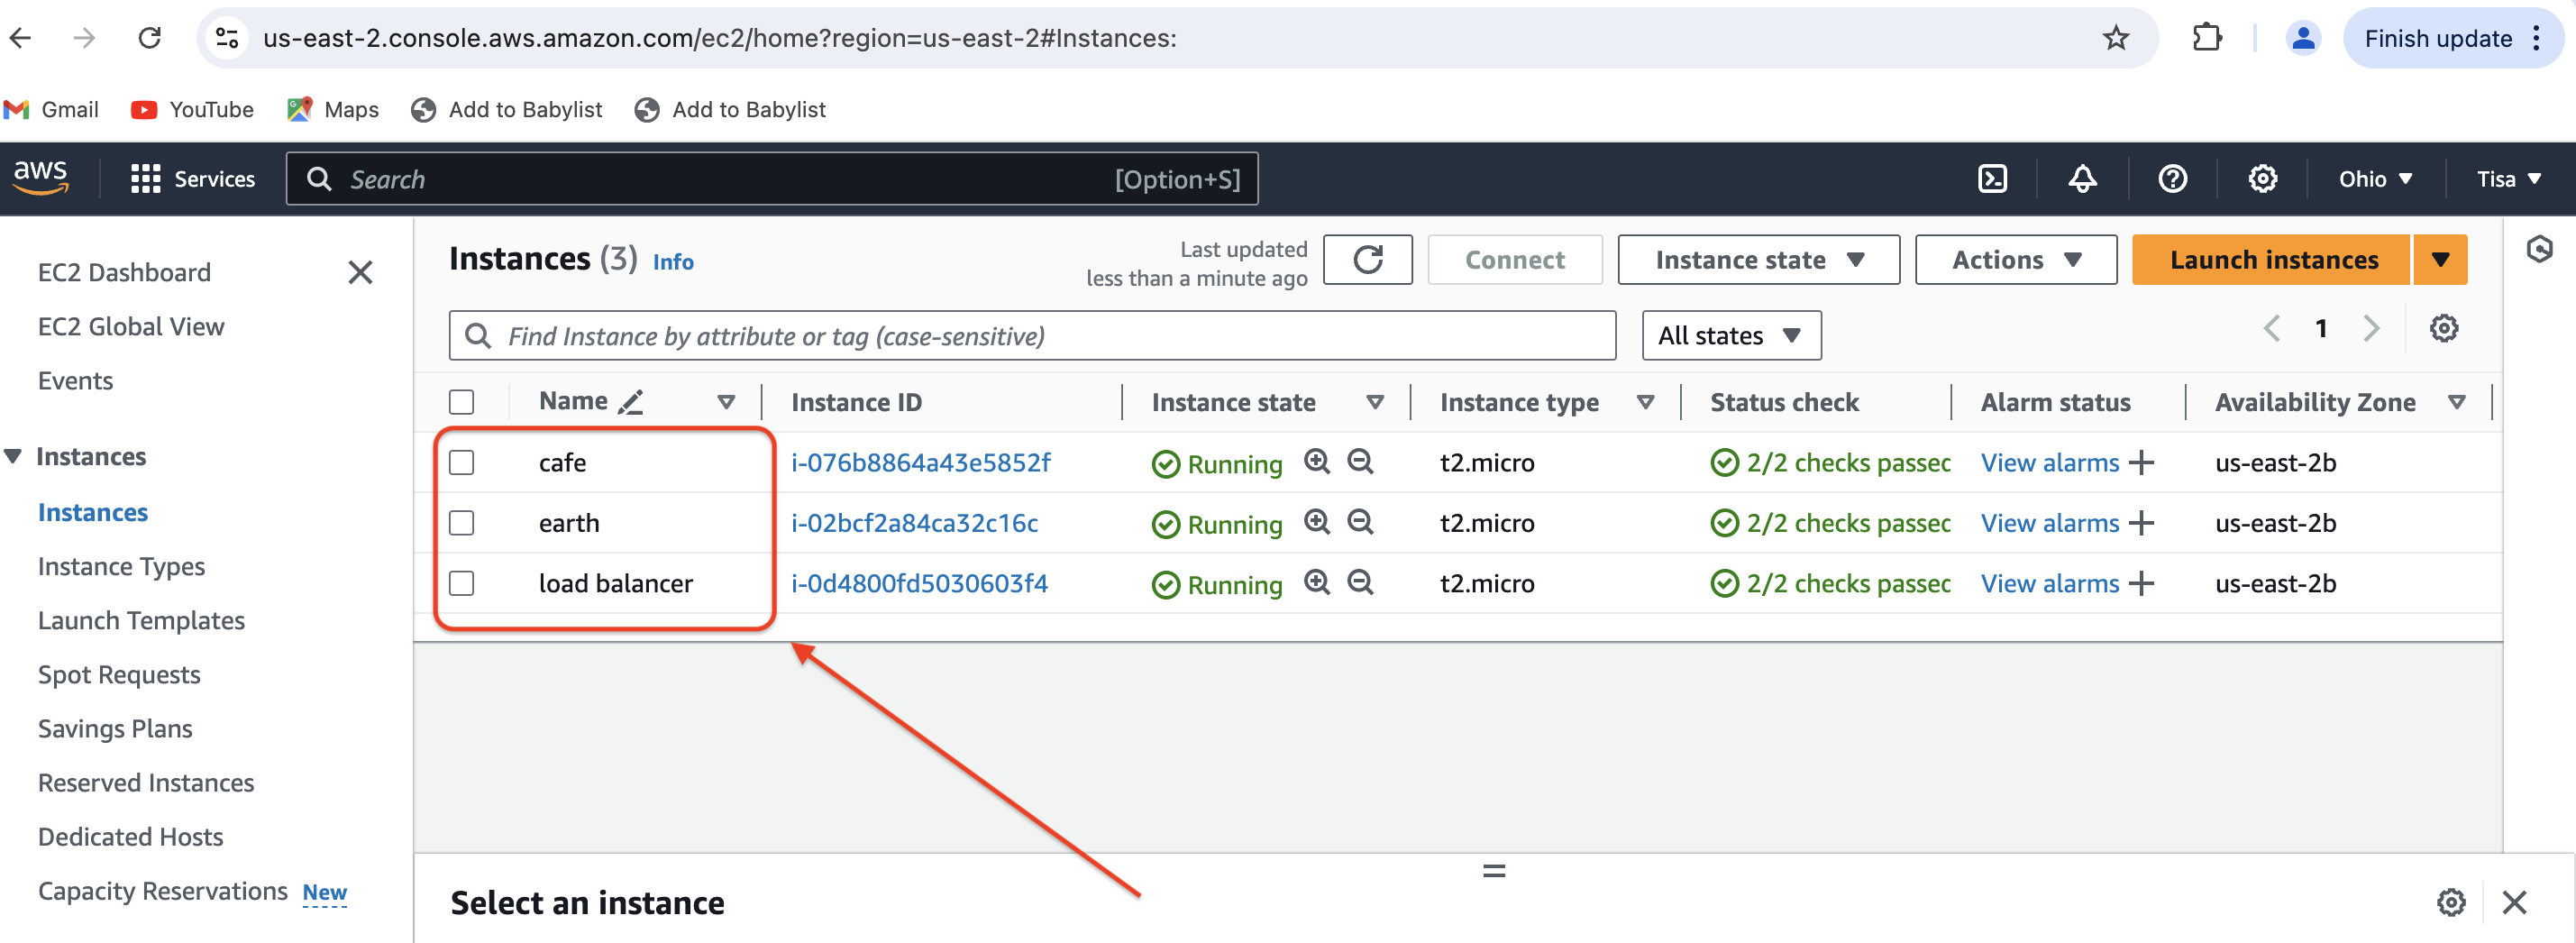 us-east-2.console.aws.amazon.com/ec2/home?region=us-east-2#Instances:
Finish update
Gmail YouTube Maps Add to Babylist Add to Babylist
aws Services Search [Option+S] Ohio Tisa
EC2 Dashboard
EC2 Global View
Events
Instances
Instances
Instance Types
Launch Templates
Spot Requests
Savings Plans
Reserved Instances
Dedicated Hosts
Capacity Reservations New
Instances (3) Info
Last updated
less than a minute ago
Connect Instance state Actions Launch instances
Find Instance by attribute or tag (case-sensitive) All states 1
Name Instance ID Instance state Instance type Status check Alarm status Availability Zone
cafe i-076b8864a43e5852f Running t2.micro 2/2 checks passec View alarms + us-east-2b
earth i-02bcf2a84ca32c16c Running t2.micro 2/2 checks passec View alarms + us-east-2b
load balancer i-0d4800fd5030603f4 Running t2.micro 2/2 checks passec View alarms + us-east-2b
Select an instance